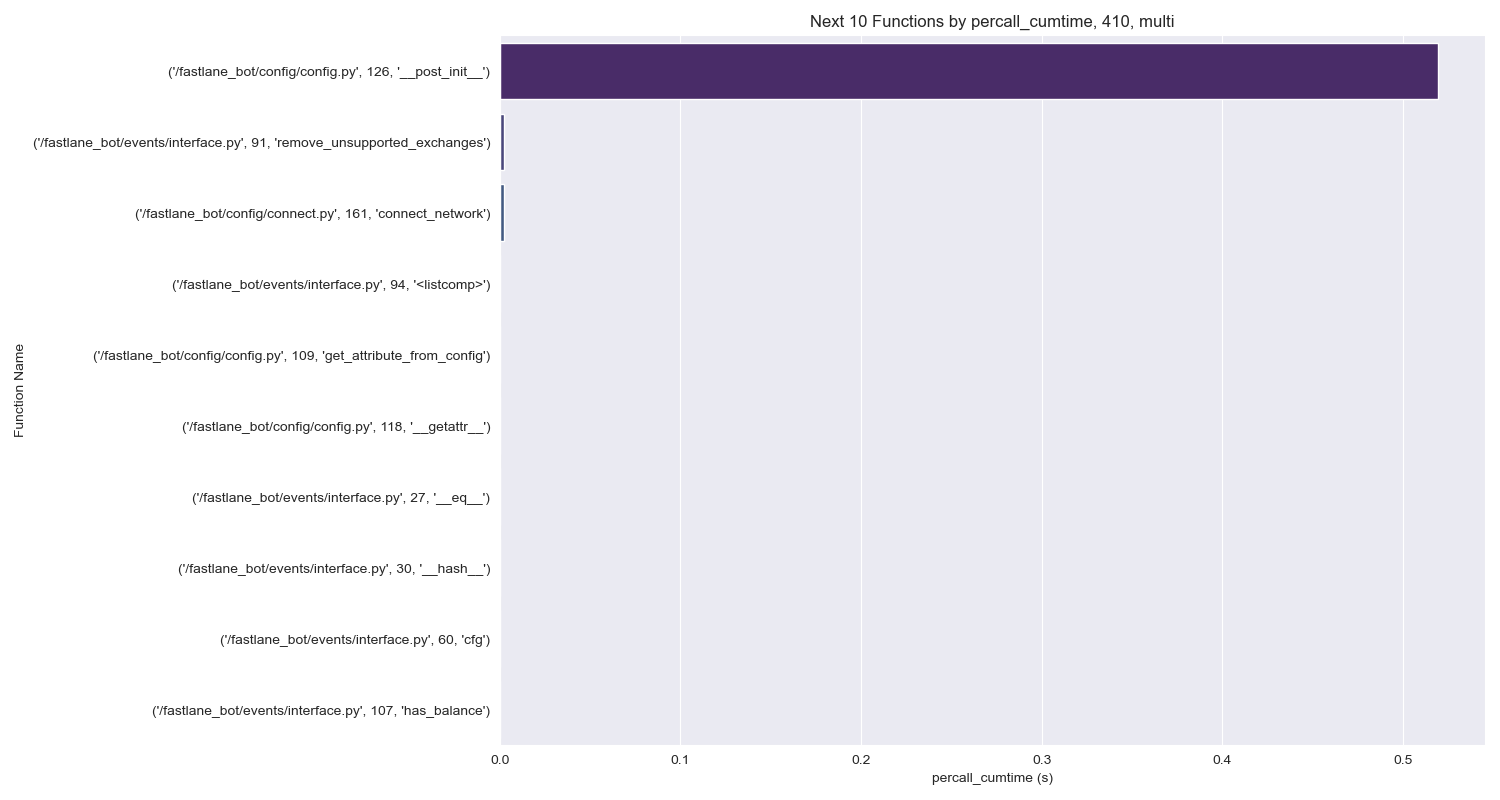 Next 10 Functions by percall_cumtime, 410, multi
('/fastlane_bot/config/config.py', 126, '__post_init__')
('/fastlane_bot/events/interface.py', 91, 'remove_unsupported_exchanges')
('/fastlane_bot/config/connect.py', 161, 'connect_network')
('/fastlane_bot/events/interface.py', 94, '<listcomp>')
('/fastlane_bot/config/config.py', 109, 'get_attribute_from_config')
('/fastlane_bot/config/config.py', 118, '__getattr__')
('/fastlane_bot/events/interface.py', 27, '__eq__')
('/fastlane_bot/events/interface.py', 30, '__hash__')
('/fastlane_bot/events/interface.py', 60, 'cfg')
('/fastlane_bot/events/interface.py', 107, 'has_balance')
Function Name
0.0 0.1 0.2 0.3 0.4 0.5
percall_cumtime (s)